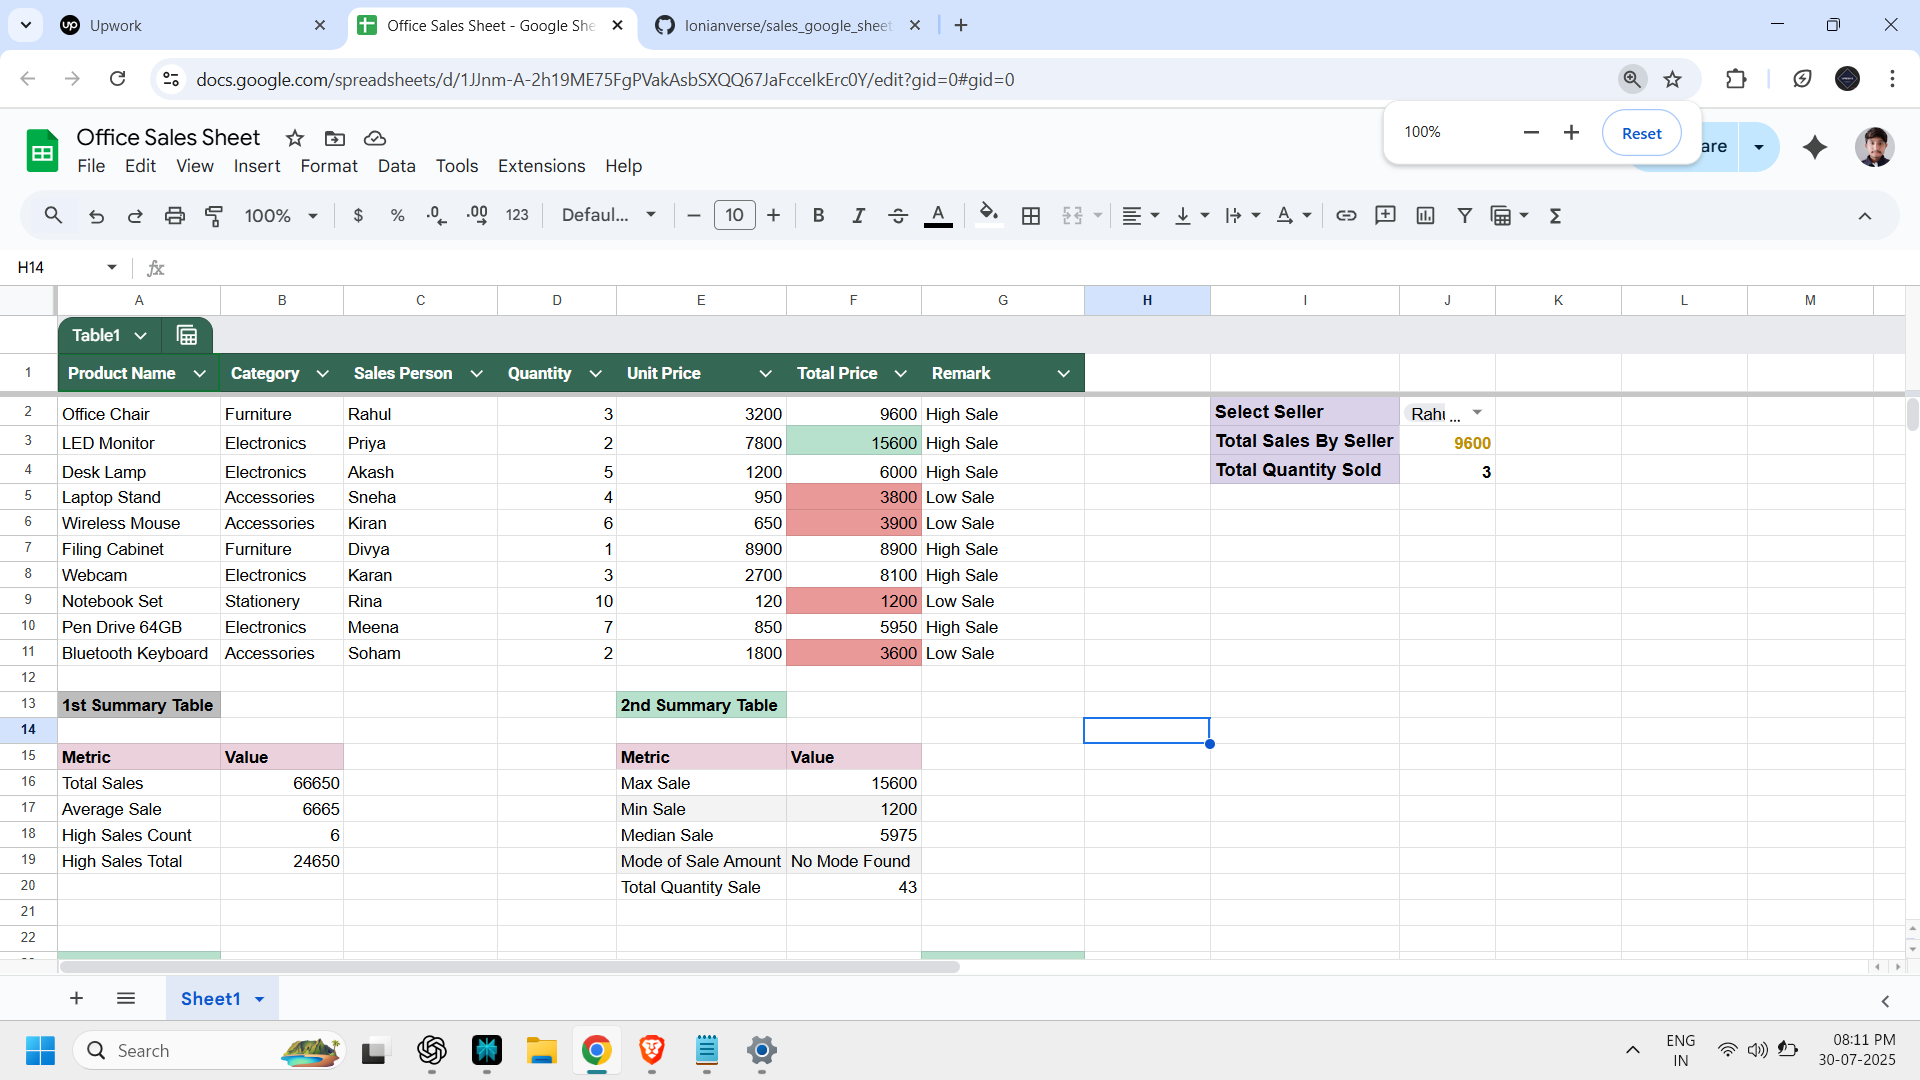 Upwork
Office Sales Sheet - Google She
Ionianverse/sales_google_sheet
docs.google.com/spreadsheets/d/1JJnm-A-2h19ME75FgPVakAsbSXQQ67JaFcceIkErc0Y/edit?gid=0#gid=0
Office Sales Sheet
100%
Reset
are
File Edit View Insert Format Data Tools Extensions Help
100% $ % .0 .00 123 Defaul... 10 B I S A
H14 fx
A B C D E F G H I J K L M
Table1
1 Product Name Category Sales Person Quantity Unit Price Total Price Remark
2 Office Chair Furniture Rahul 3 3200 9600 High Sale Select Seller Rahu ...
3 LED Monitor Electronics Priya 2 7800 15600 High Sale Total Sales By Seller 9600
4 Desk Lamp Electronics Akash 5 1200 6000 High Sale Total Quantity Sold 3
5 Laptop Stand Accessories Sneha 4 950 3800 Low Sale
6 Wireless Mouse Accessories Kiran 6 650 3900 Low Sale
7 Filing Cabinet Furniture Divya 1 8900 8900 High Sale
8 Webcam Electronics Karan 3 2700 8100 High Sale
9 Notebook Set Stationery Rina 10 120 1200 Low Sale
10 Pen Drive 64GB Electronics Meena 7 850 5950 High Sale
11 Bluetooth Keyboard Accessories Soham 2 1800 3600 Low Sale
12
13 1st Summary Table 2nd Summary Table
14
15 Metric Value Metric Value
16 Total Sales 66650 Max Sale 15600
17 Average Sale 6665 Min Sale 1200
18 High Sales Count 6 Median Sale 5975
19 High Sales Total 24650 Mode of Sale Amount No Mode Found
20 Total Quantity Sale 43
21
22
Sheet1
Search
ENG
IN
08:11 PM
30-07-2025